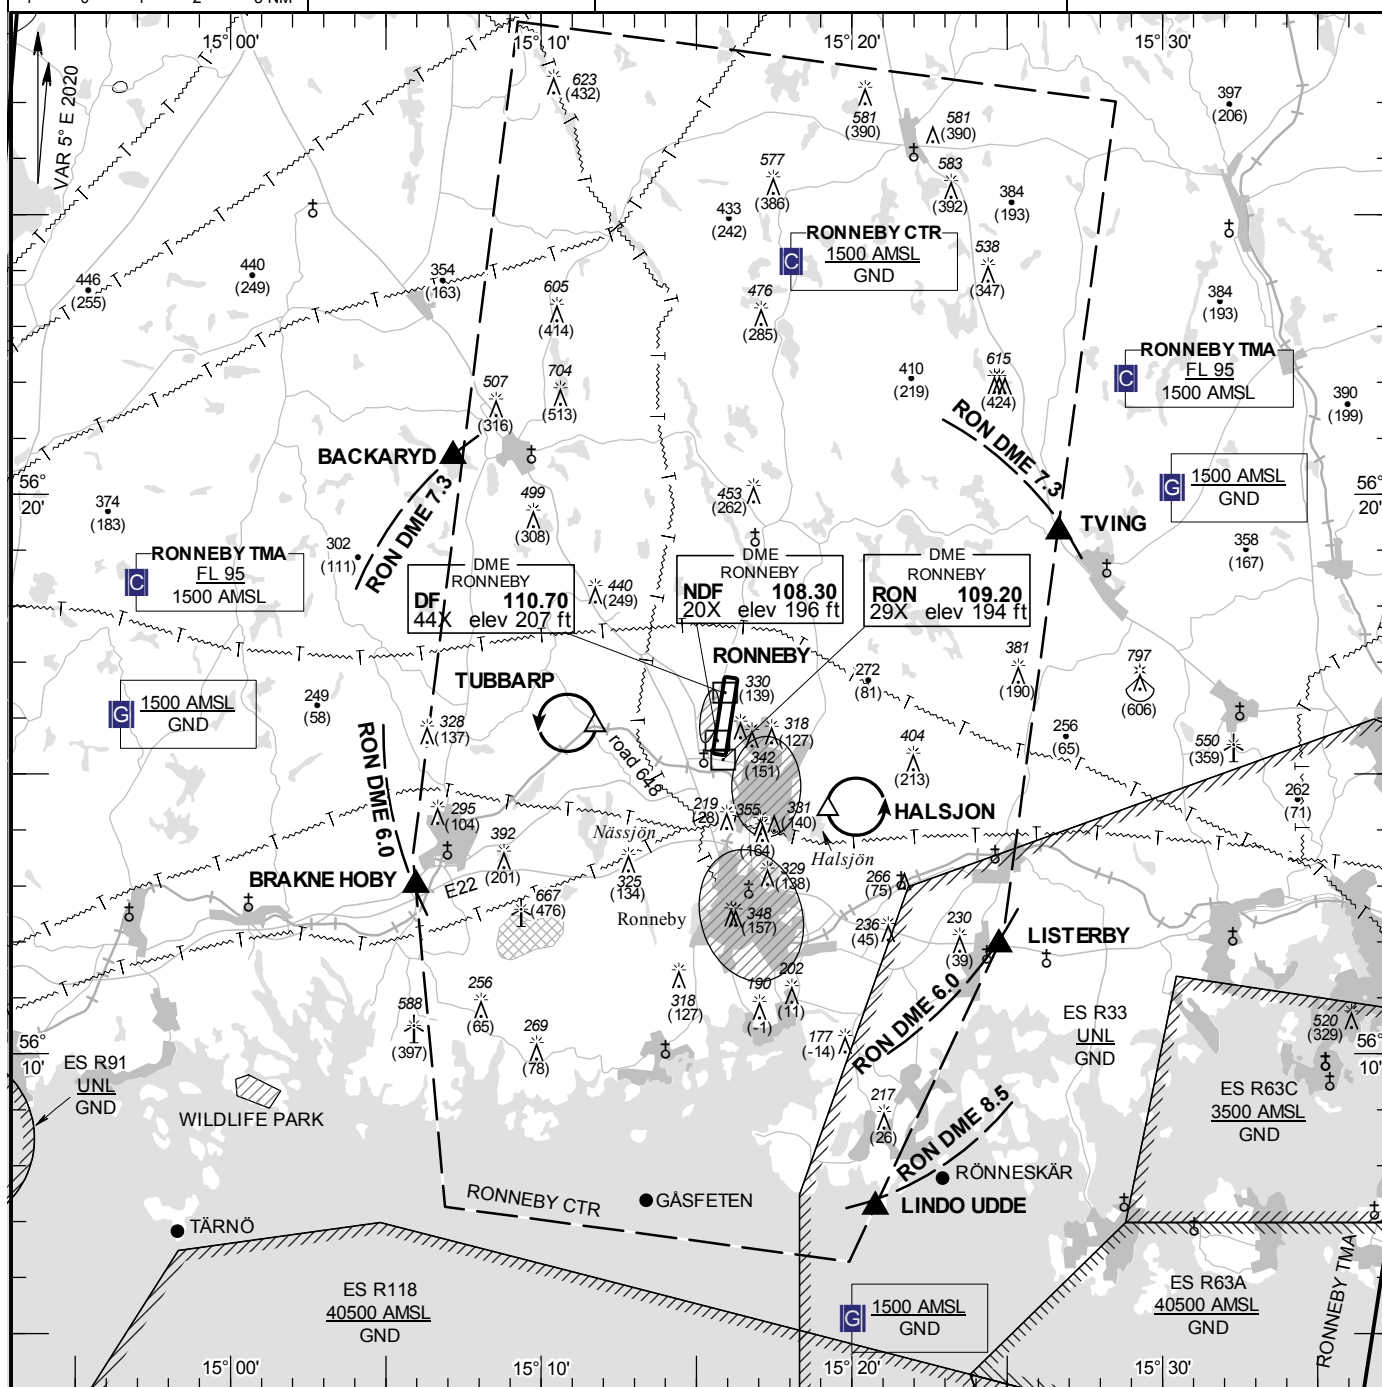 15° 00'
15° 10'
15° 20'
15° 30'
VAR 5° E 2020
623
(432)
581
(390)
581
(390)
397
(206)
577
(386)
583
(392)
384
(193)
433
(242)
RONNEBY CTR
C
1500 AMSL
GND
538
(347)
446
(255)
440
(249)
354
(163)
605
(414)
476
(285)
384
(193)
RONNEBY TMA
C
FL 95
1500 AMSL
410
(219)
615
(424)
704
(513)
507
(316)
390
(199)
BACKARYD
RON DME 7.3
RON DME 7.3
G
1500 AMSL
GND
56°
20'
56°
20'
374
(183)
499
(308)
453
(262)
TVING
302
(111)
358
(167)
RONNEBY TMA
C
FL 95
1500 AMSL
DME
RONNEBY
DF 110.70
44X elev 207 ft
440
(249)
DME
RONNEBY
NDF 108.30
20X elev 196 ft
DME
RONNEBY
RON 109.20
29X elev 194 ft
RONNEBY
TUBBARP
330
(139)
272
(81)
381
(190)
797
(606)
G
1500 AMSL
GND
249
(58)
328
(137)
318
(127)
342
(151)
256
(65)
550
(359)
404
(213)
road 648
RON DME 6.0
295
(104)
392
(201)
219
(28)
355
(164)
331
(140)
HALSJON
262
(71)
Nässjön
Halsjön
325
(134)
329
(138)
266
(75)
BRAKNE HOBY
E22
667
(476)
Ronneby
348
(157)
236
(45)
230
(39)
LISTERBY
RON DME 6.0
256
(65)
318
(127)
190
(-1)
202
(11)
588
(397)
269
(78)
177
(-14)
ES R33
UNL
GND
520
(329)
56°
10'
56°
10'
ES R91
UNL
GND
WILDLIFE PARK
217
(26)
ES R63C
3500 AMSL
GND
RON DME 8.5
RÖNNESKÄR
RONNEBY CTR
GÅSFETEN
LINDO UDDE
TÄRNÖ
ES R118
40500 AMSL
GND
G
1500 AMSL
GND
ES R63A
40500 AMSL
GND
RONNEBY TMA
15° 00'
15° 10'
15° 20'
15° 30'